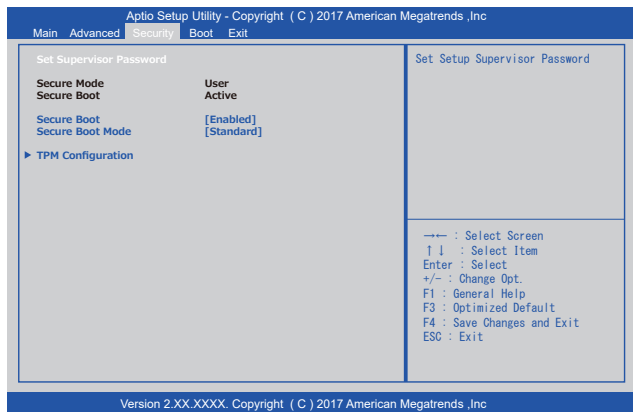 Aptio Setup Utility - Copyright ( C ) 2017 American Megatrends ,Inc
Main Advanced Security Boot Exit
Set Supervisor Password
Secure Mode User
Secure Boot Active
Secure Boot [Enabled]
Secure Boot Mode [Standard]
▶ TPM Configuration
Set Setup Supervisor Password
→← : Select Screen
↑↓ : Select Item
Enter : Select
+/- : Change Opt.
F1 : General Help
F3 : Optimized Default
F4 : Save Changes and Exit
ESC : Exit
Version 2.XX.XXXX. Copyright ( C ) 2017 American Megatrends ,Inc